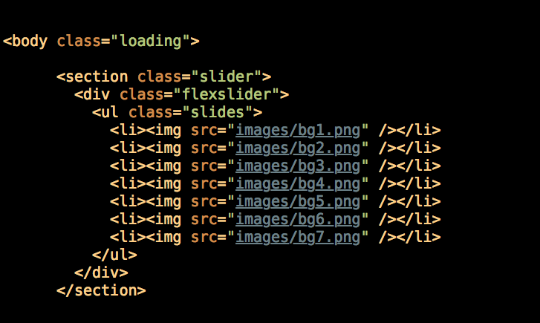 <body class="loading">
<section class="slider">
<div class="flexslider">
<ul class="slides">
<li><img src="images/bg1.png" /></li>
<li><img src="images/bg2.png" /></li>
<li><img src="images/bg3.png" /></li>
<li><img src="images/bg4.png" /></li>
<li><img src="images/bg5.png" /></li>
<li><img src="images/bg6.png" /></li>
<li><img src="images/bg7.png" /></li>
</ul>
</div>
</section>